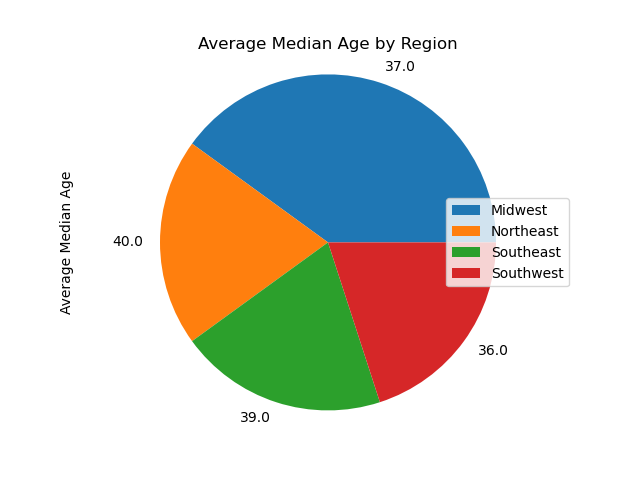 Average Median Age by Region
37.0
40.0
39.0
36.0
Average Median Age
Midwest
Northeast
Southeast
Southwest